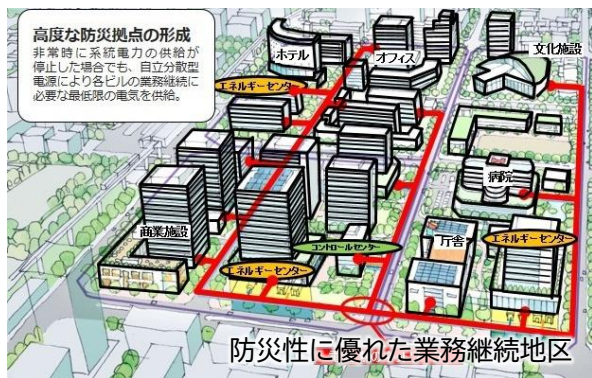 高度な防災拠点の形成
非常時に系統電力の供給が
停止した場合でも、自立分散型
電源により各ビルの業務継続に
必要な最低限の電気を供給。
ホテル
オフィス
文化施設
エネルギーセンター
病院
商業施設
コントロールセンター
庁舎
エネルギーセンター
エネルギーセンター
防災性に優れた業務継続地区